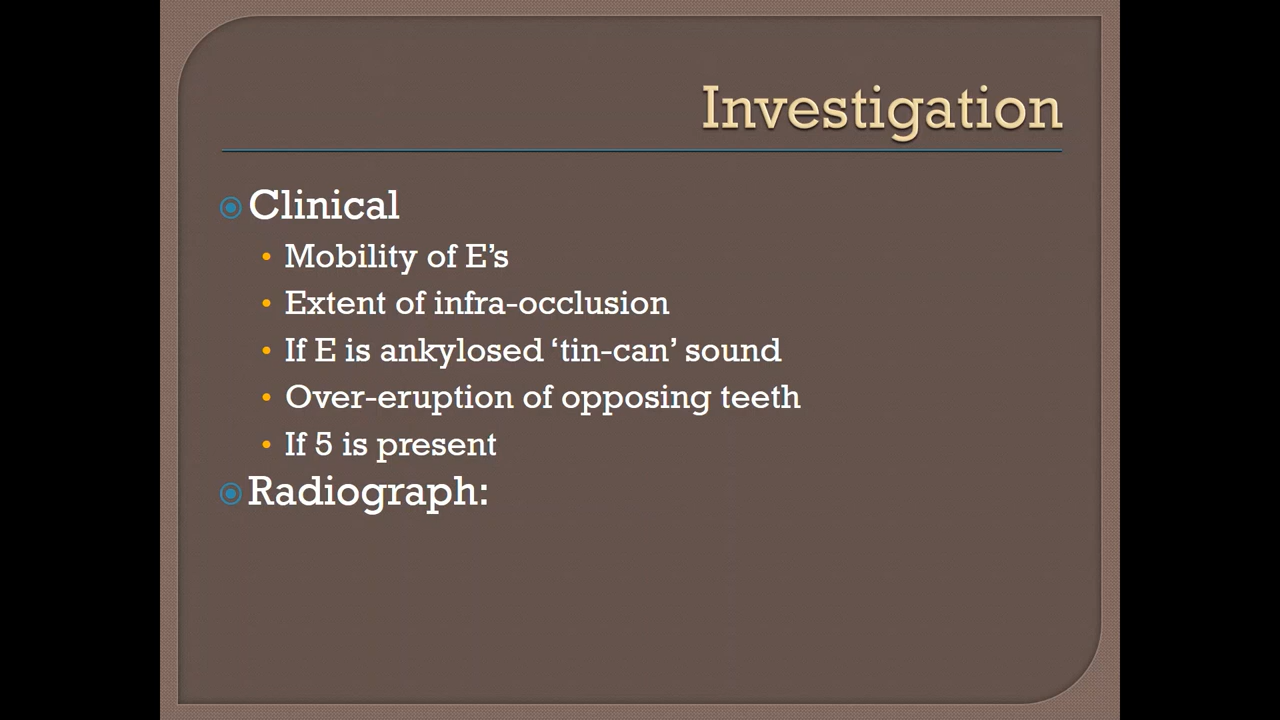 Investigation
Clinical
Mobility of E’s
Extent of infra-occlusion
If E is ankylosed ‘tin-can’ sound
Over-eruption of opposing teeth
If 5 is present
Radiograph: